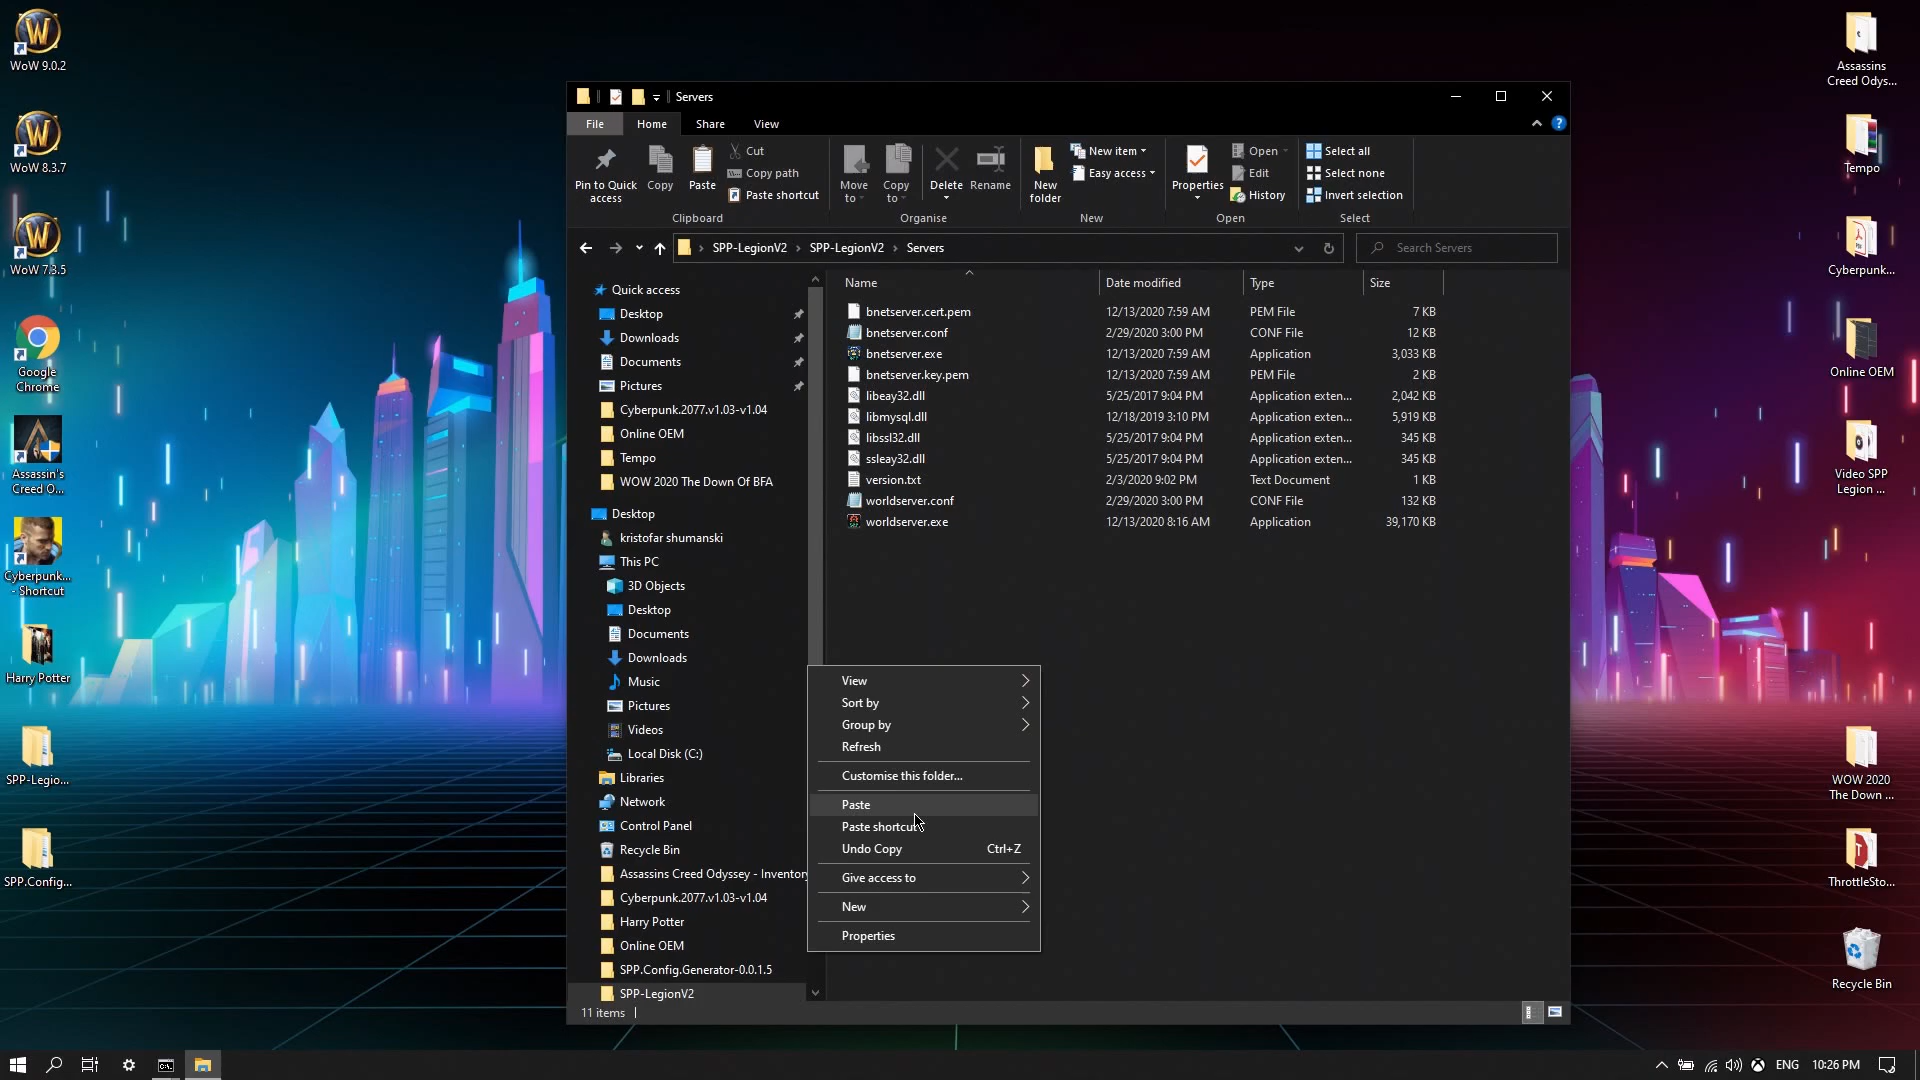 WoW 9.0.2
WoW 8.3.7
WoW 7.3.5
Google
Chrome
Assassin's
Creed O...
Cyberpunk...
- Shortcut
Harry Potter
SPP-Legio...
SPP.Config...
Servers
File
Home
Share
View
Pin to Quick
access
Copy
Paste
Cut
Copy path
Paste shortcut
Clipboard
Move
to
Copy
to
Delete
Rename
Organise
New
folder
New item
Easy access
New
Properties
Open
Edit
History
Open
Select all
Select none
Invert selection
Select
SPP-LegionV2 › SPP-LegionV2 › Servers
Search Servers
Quick access
Desktop
Downloads
Documents
Pictures
Cyberpunk.2077.v1.03-v1.04
Online OEM
Tempo
WOW 2020 The Down Of BFA
Desktop
kristofar shumanski
This PC
3D Objects
Desktop
Documents
Downloads
Music
Pictures
Videos
Local Disk (C:)
Libraries
Network
Control Panel
Recycle Bin
Assassins Creed Odyssey - Inventory
Cyberpunk.2077.v1.03-v1.04
Harry Potter
Online OEM
SPP.Config.Generator-0.0.1.5
SPP-LegionV2
Name Date modified Type Size
bnetserver.cert.pem 12/13/2020 7:59 AM PEM File 7 KB
bnetserver.conf 2/29/2020 3:00 PM CONF File 12 KB
bnetserver.exe 12/13/2020 7:59 AM Application 3,033 KB
bnetserver.key.pem 12/13/2020 7:59 AM PEM File 2 KB
libeay32.dll 5/25/2017 9:04 PM Application exten... 2,042 KB
libmysql.dll 12/18/2019 3:10 PM Application exten... 5,919 KB
libssl32.dll 5/25/2017 9:04 PM Application exten... 345 KB
ssleay32.dll 5/25/2017 9:04 PM Application exten... 345 KB
version.txt 2/3/2020 9:02 PM Text Document 1 KB
worldserver.conf 2/29/2020 3:00 PM CONF File 132 KB
worldserver.exe 12/13/2020 8:16 AM Application 39,170 KB
View
Sort by
Group by
Refresh
Customise this folder...
Paste
Paste shortcut
Undo Copy Ctrl+Z
Give access to
New
Properties
11 items
Assassins
Creed Odys...
Tempo
Cyberpunk...
Online OEM
Video SPP
Legion ...
WOW 2020
The Down ...
ThrottleSto...
Recycle Bin
ENG
10:26 PM